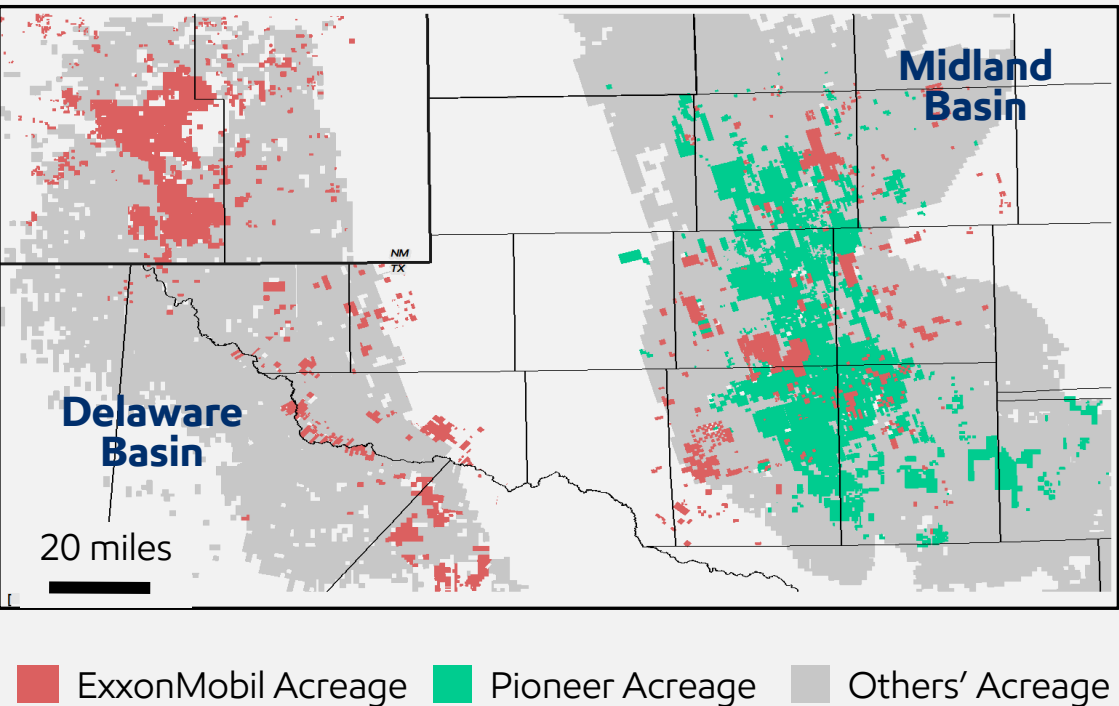 Midland
Basin
NM
TX
Delaware
Basin
20 miles
[
ExxonMobil Acreage
Pioneer Acreage
Others’ Acreage